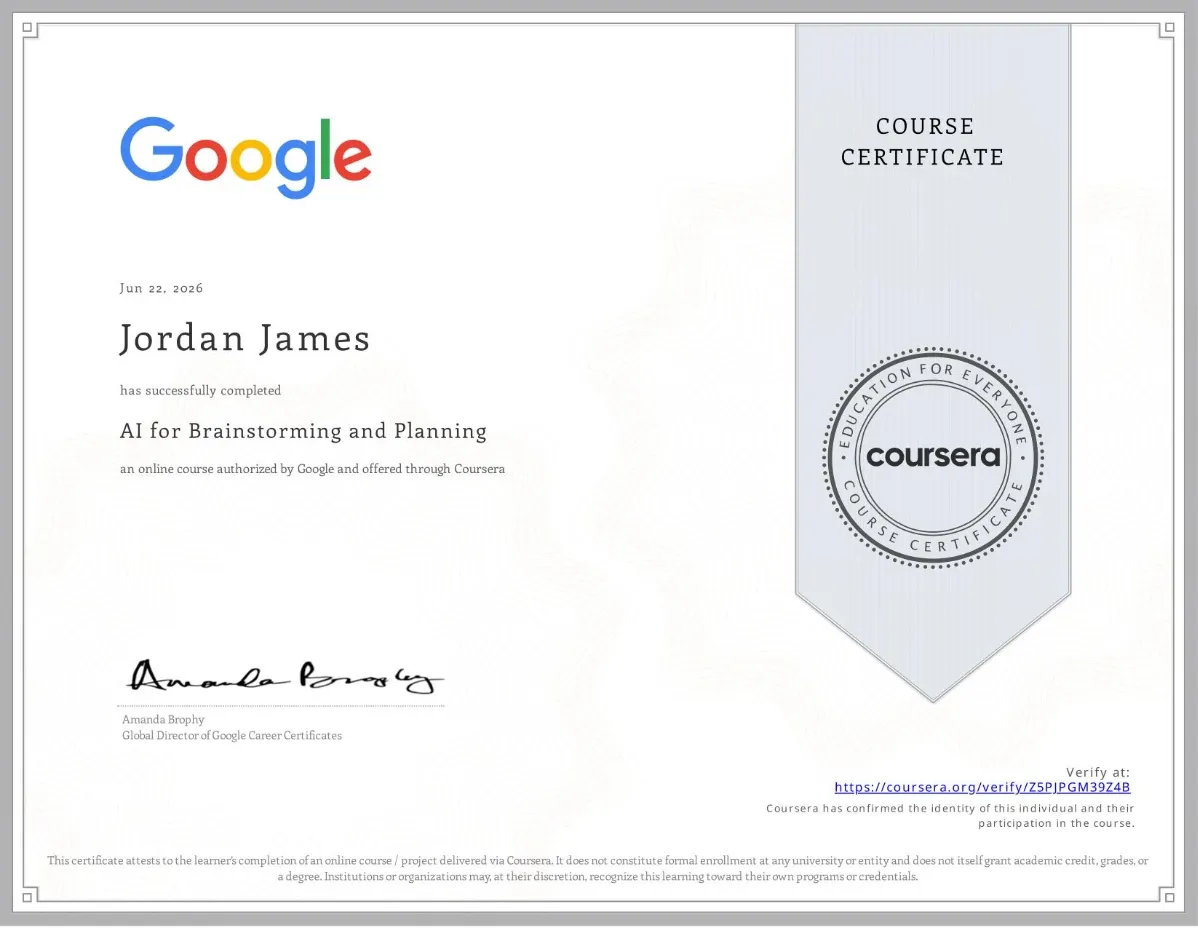 Google
COURSE
CERTIFICATE
Jun 22, 2026
Jordan James
has successfully completed
AI for Brainstorming and Planning
an online course authorized by Google and offered through Coursera
EDUCATION FOR EVERYONE
coursera
COURSE CERTIFICATE
Amanda Brophy
Amanda Brophy
Global Director of Google Career Certificates
Verify at:
https://coursera.org/verify/Z5PJPGM39Z4B
Coursera has confirmed the identity of this individual and their
participation in the course.
This certificate attests to the learner's completion of an online course / project delivered via Coursera. It does not constitute formal enrollment at any university or entity and does not itself grant academic credit, grades, or
a degree. Institutions or organizations may, at their discretion, recognize this learning toward their own programs or credentials.